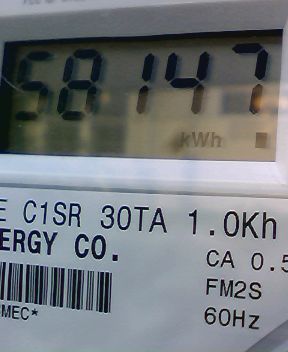 58147
kWh
E C1SR 30TA 1.0Kh
ERGY CO.
CA 0.5
FM2S
MEC*
60Hz